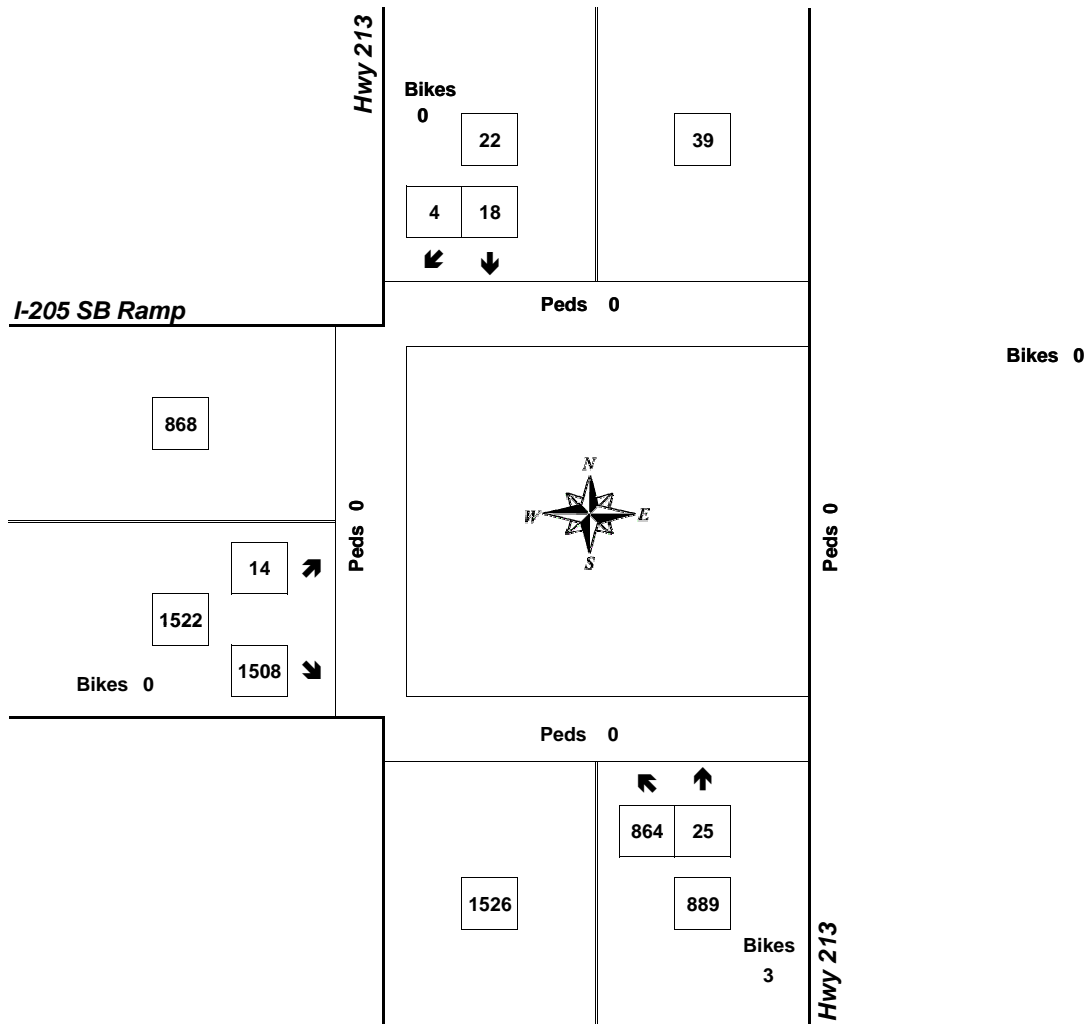 Hwy 213
Bikes
0
22
39
4 18
Peds 0
I-205 SB Ramp
Bikes 0
868
N
W E
S
Peds 0
Peds 0
14
1522
1508
Bikes 0
Peds 0
864 25
1526
889
Bikes
3
Hwy 213